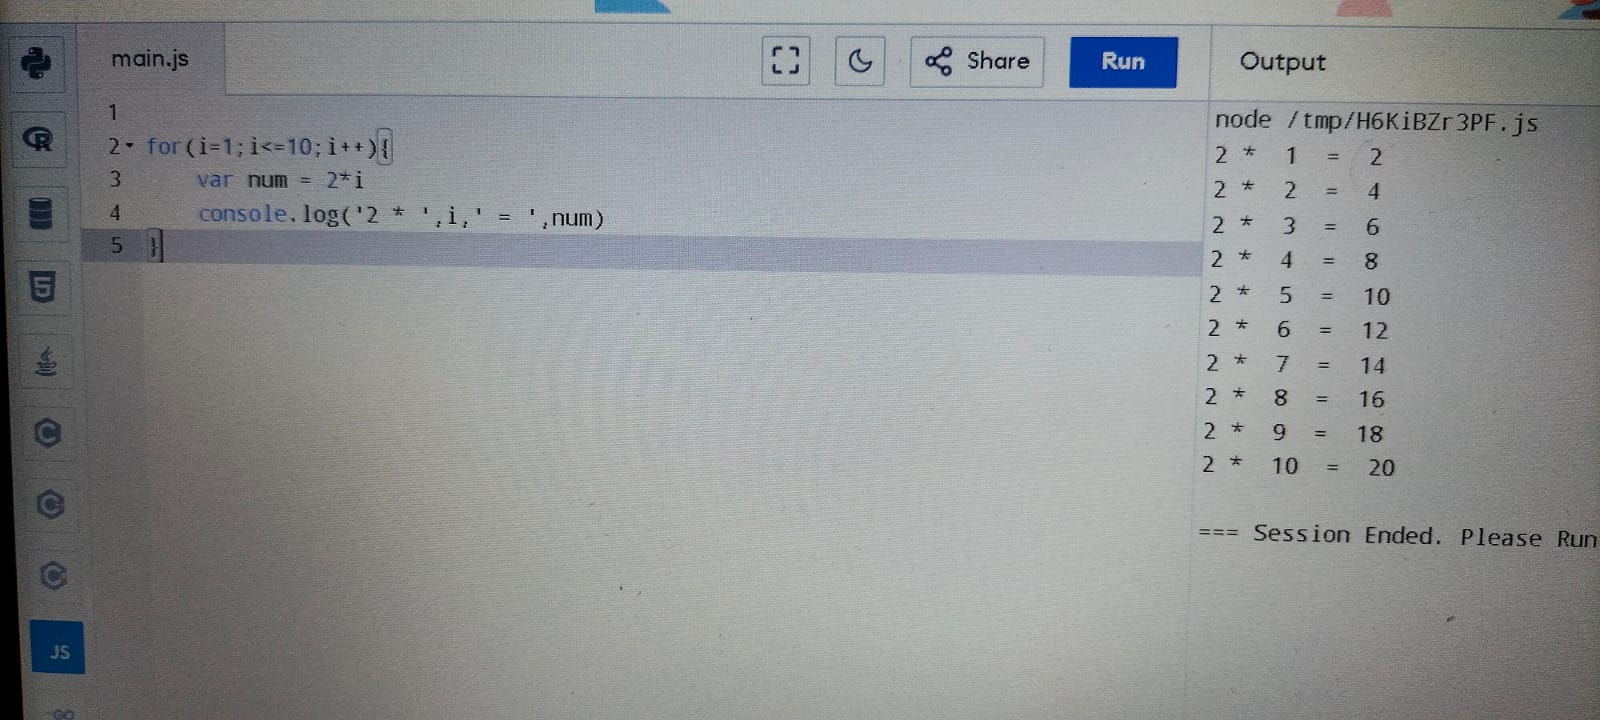 main.js
Share
Run
Output
1
2 for(i=1;i<=10;i++){
3 var num = 2*i
4 console.log('2 * ',i,' = ',num)
5 }
node /tmp/H6KiBZr3PF.js
2 *  1  =  2
2 *  2  =  4
2 *  3  =  6
2 *  4  =  8
2 *  5  =  10
2 *  6  =  12
2 *  7  =  14
2 *  8  =  16
2 *  9  =  18
2 *  10  =  20
=== Session Ended. Please Run
R
5
C
C
C
JS
GO